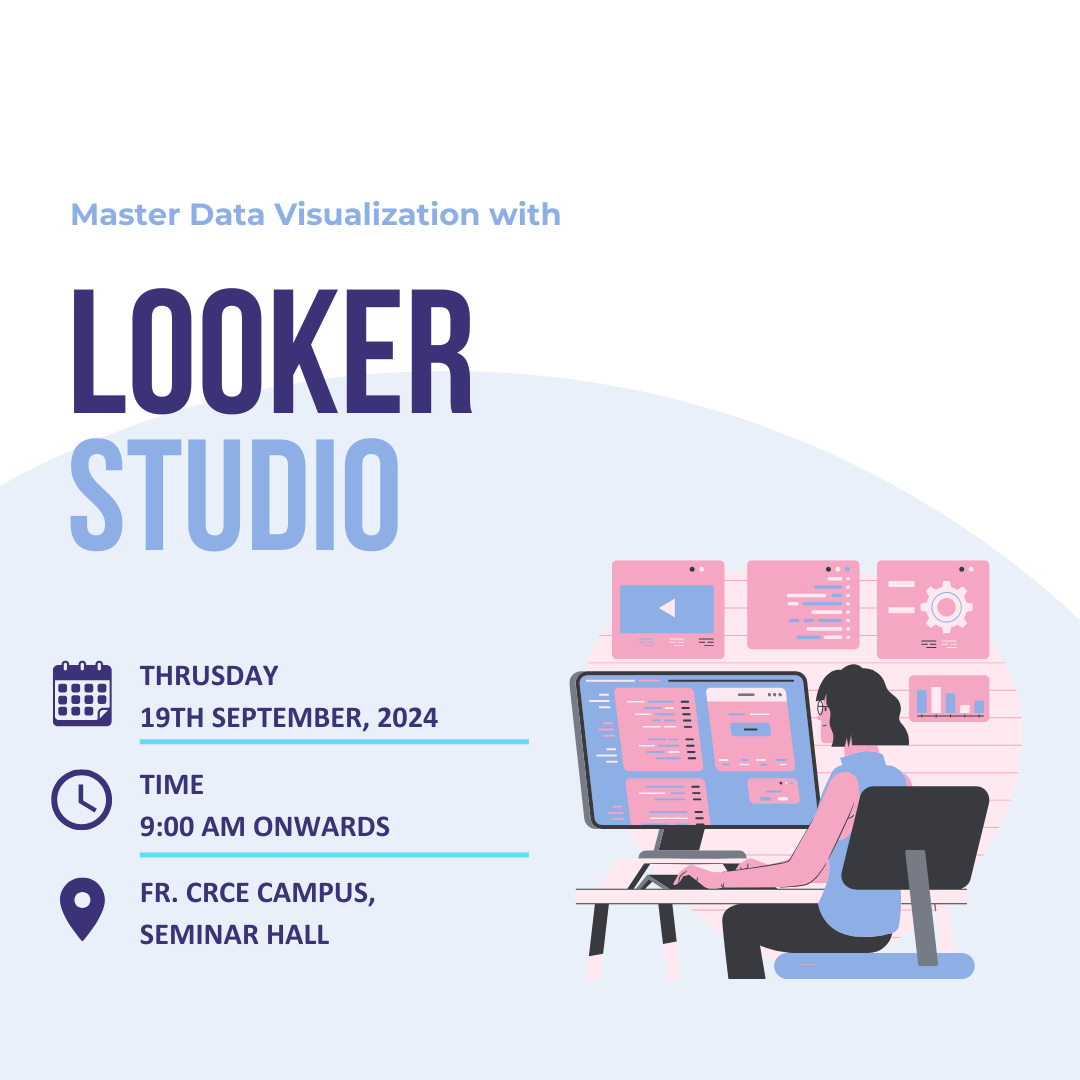 Master Data Visualization with
LOOKER
STUDIO
THRUSDAY
19TH SEPTEMBER, 2024
TIME
9:00 AM ONWARDS
FR. CRCE CAMPUS,
SEMINAR HALL